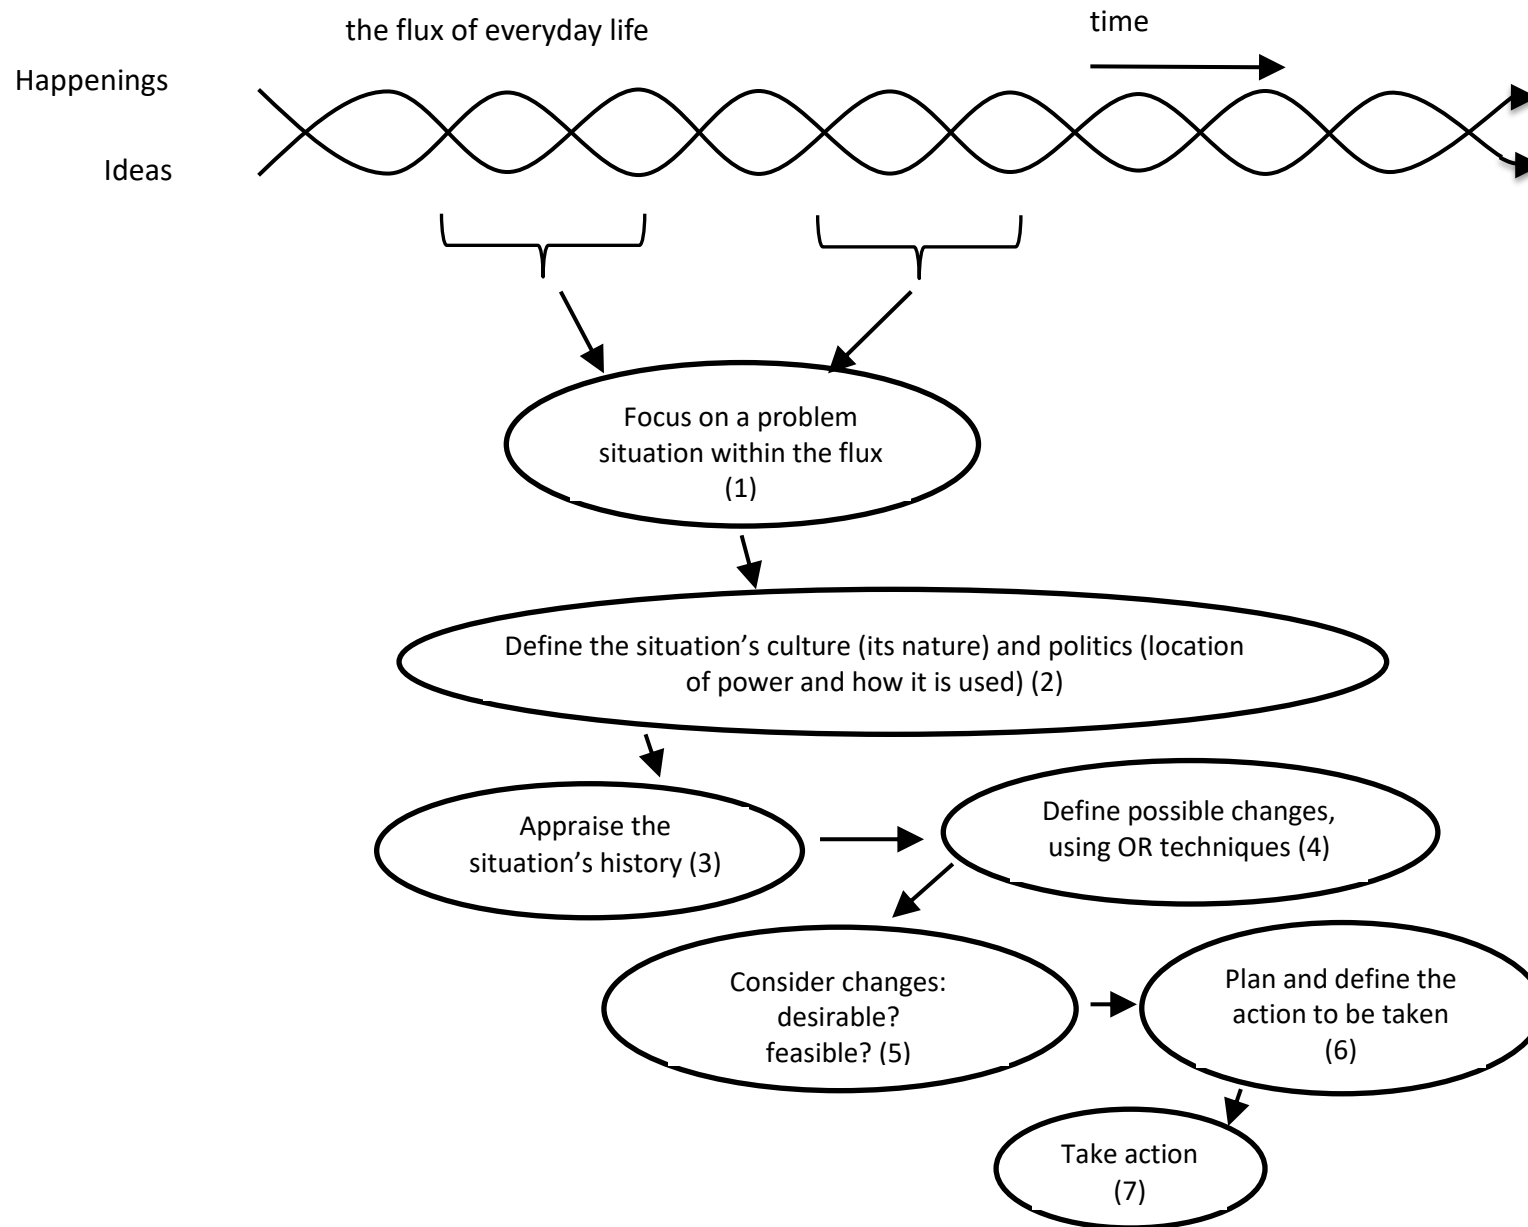 the flux of everyday life
time
Happenings
Ideas
Focus on a problem
situation within the flux
(1)
Define the situation’s culture (its nature) and politics (location
of power and how it is used) (2)
Appraise the
situation’s history (3)
Define possible changes,
using OR techniques (4)
Consider changes:
desirable?
feasible? (5)
Plan and define the
action to be taken
(6)
Take action
(7)